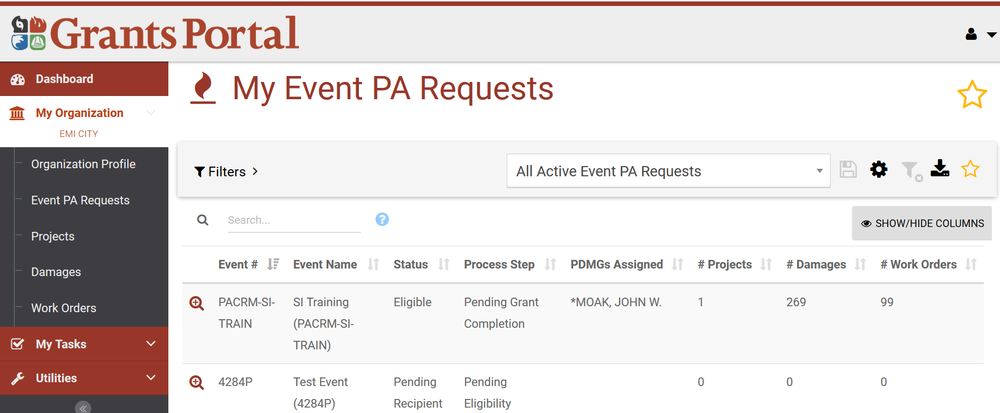 Grants Portal
Dashboard
My Organization
EMI CITY
Organization Profile
Event PA Requests
Projects
Damages
Work Orders
My Tasks
Utilities
My Event PA Requests
Filters
All Active Event PA Requests
Search...
SHOW/HIDE COLUMNS
Event # Event Name Status Process Step PDMGs Assigned # Projects # Damages # Work Orders
PACRM-SI- SI Training Eligible Pending Grant *MOAK, JOHN W. 1 269 99
TRAIN (PACRM-SI- Completion
TRAIN)
4284P Test Event Pending Pending 0 0 0
(4284P) Recipient Eligibility